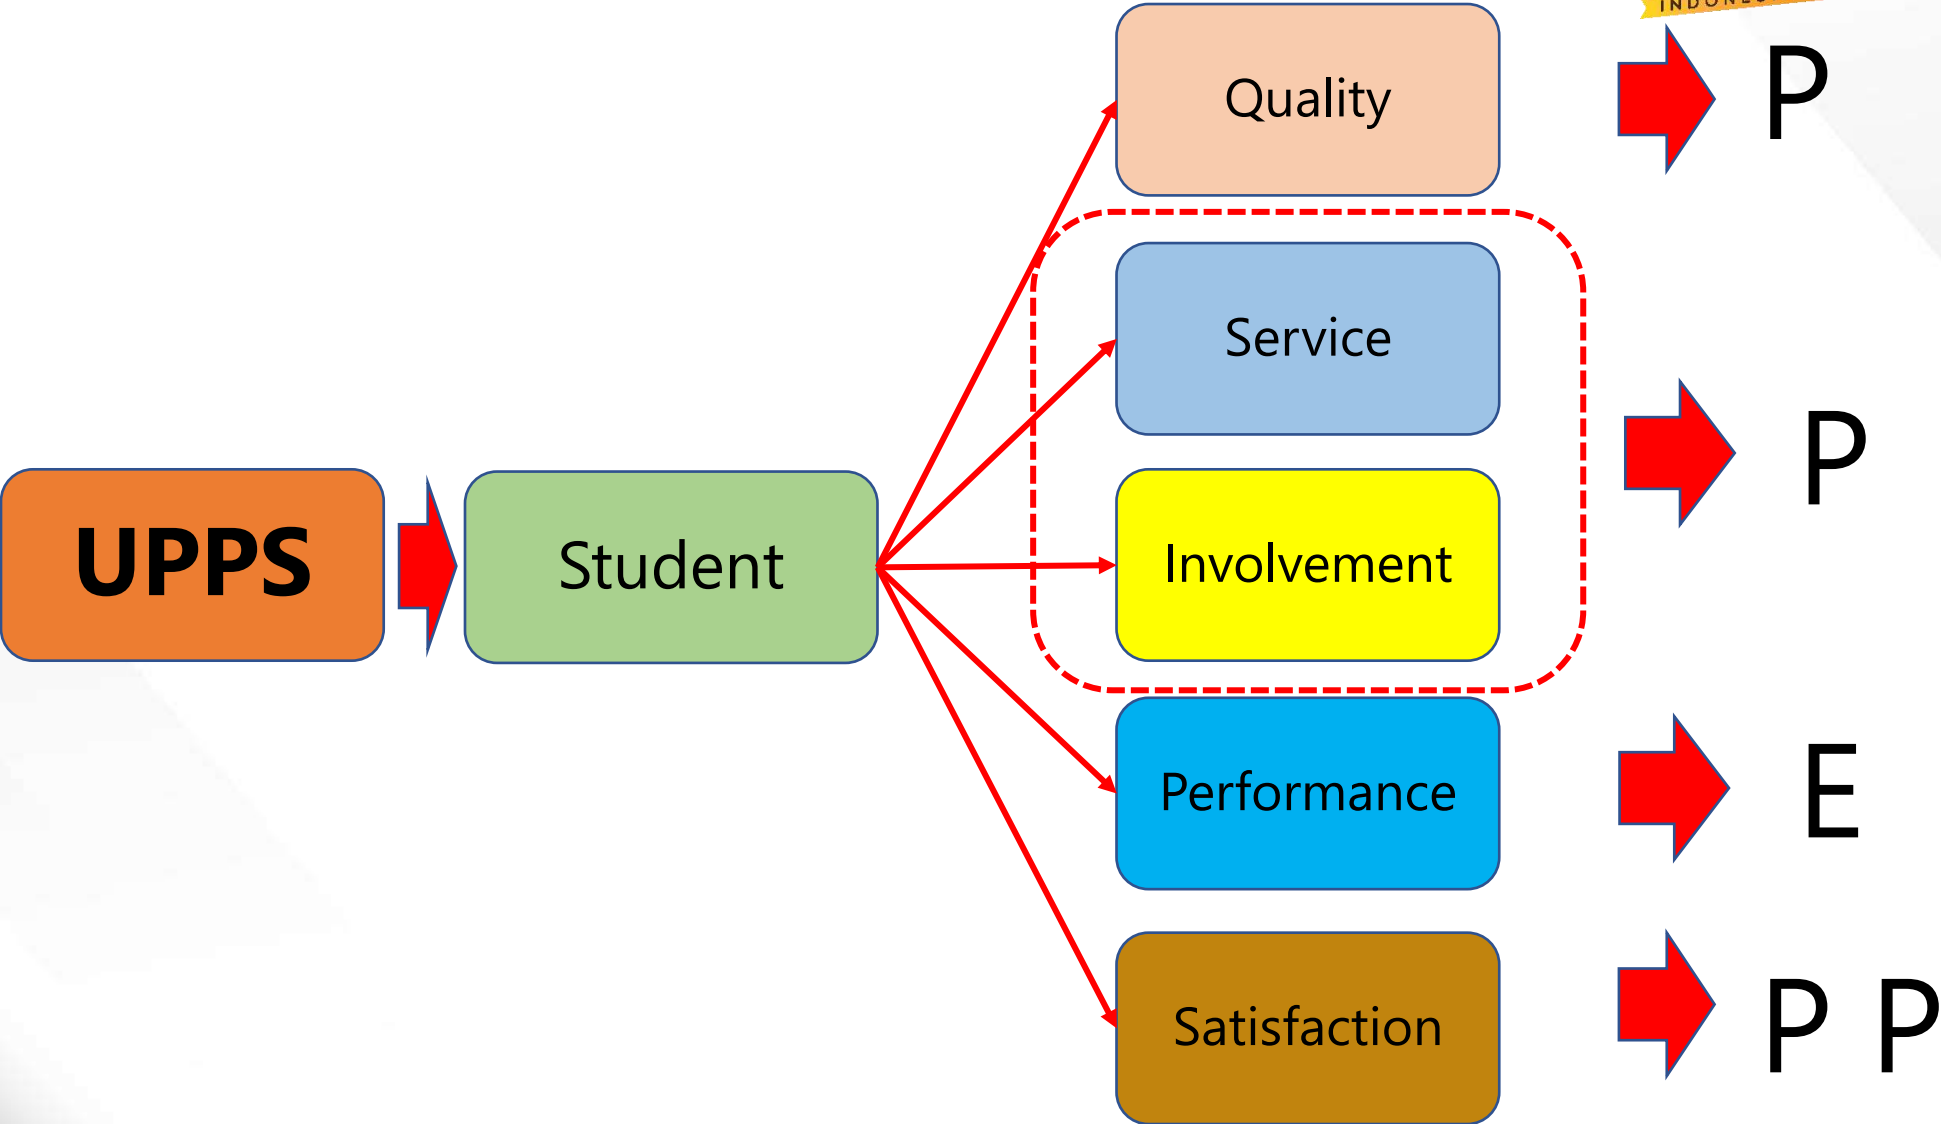 Quality
P
Service
P
UPPS
Student
Involvement
Performance
E
Satisfaction
P P